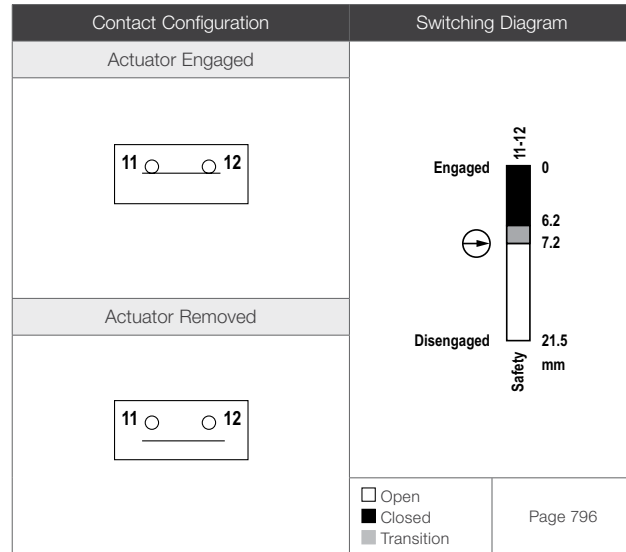 Contact Configuration
Actuator Engaged
11 12
Actuator Removed
11 12
Switching Diagram
11-12
Engaged 0
6.2
7.2
Disengaged 21.5
Safety mm
Open
Closed
Transition
Page 796